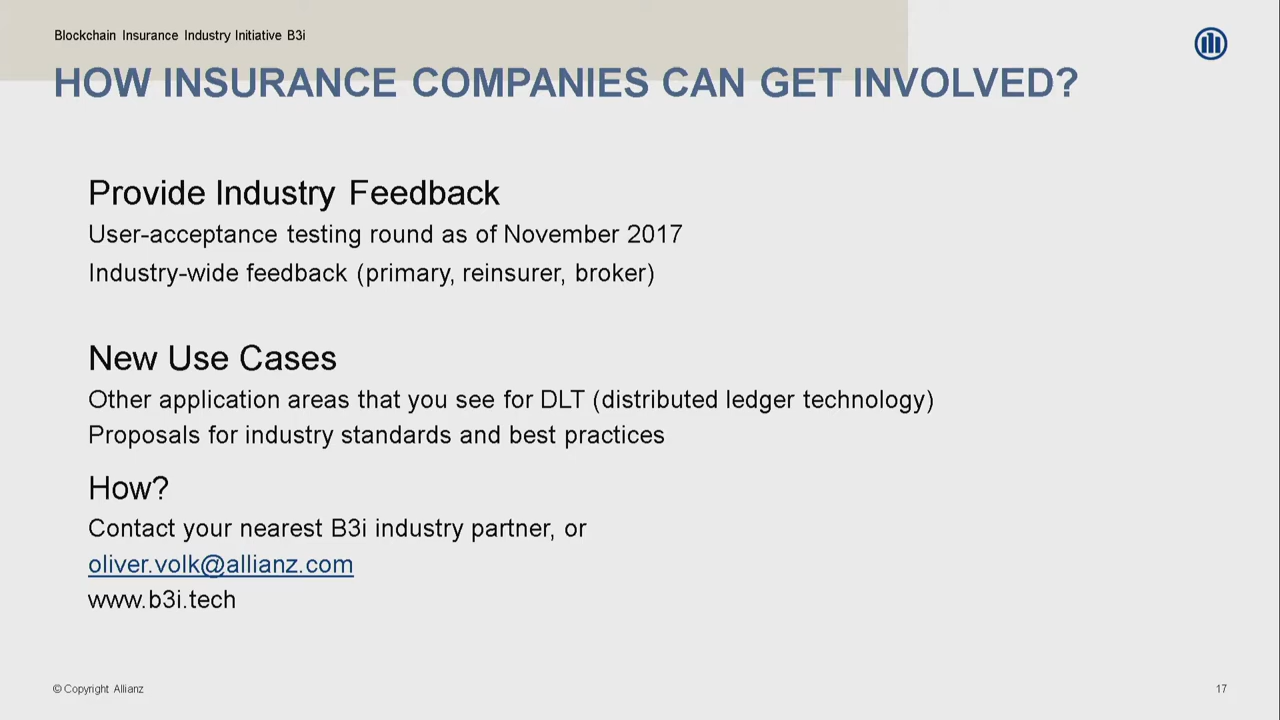 Blockchain Insurance Industry Initiative B3i
HOW INSURANCE COMPANIES CAN GET INVOLVED?
Provide Industry Feedback
User-acceptance testing round as of November 2017
Industry-wide feedback (primary, reinsurer, broker)
New Use Cases
Other application areas that you see for DLT (distributed ledger technology)
Proposals for industry standards and best practices
How?
Contact your nearest B3i industry partner, or
oliver.volk@allianz.com
www.b3i.tech
© Copyright Allianz
17